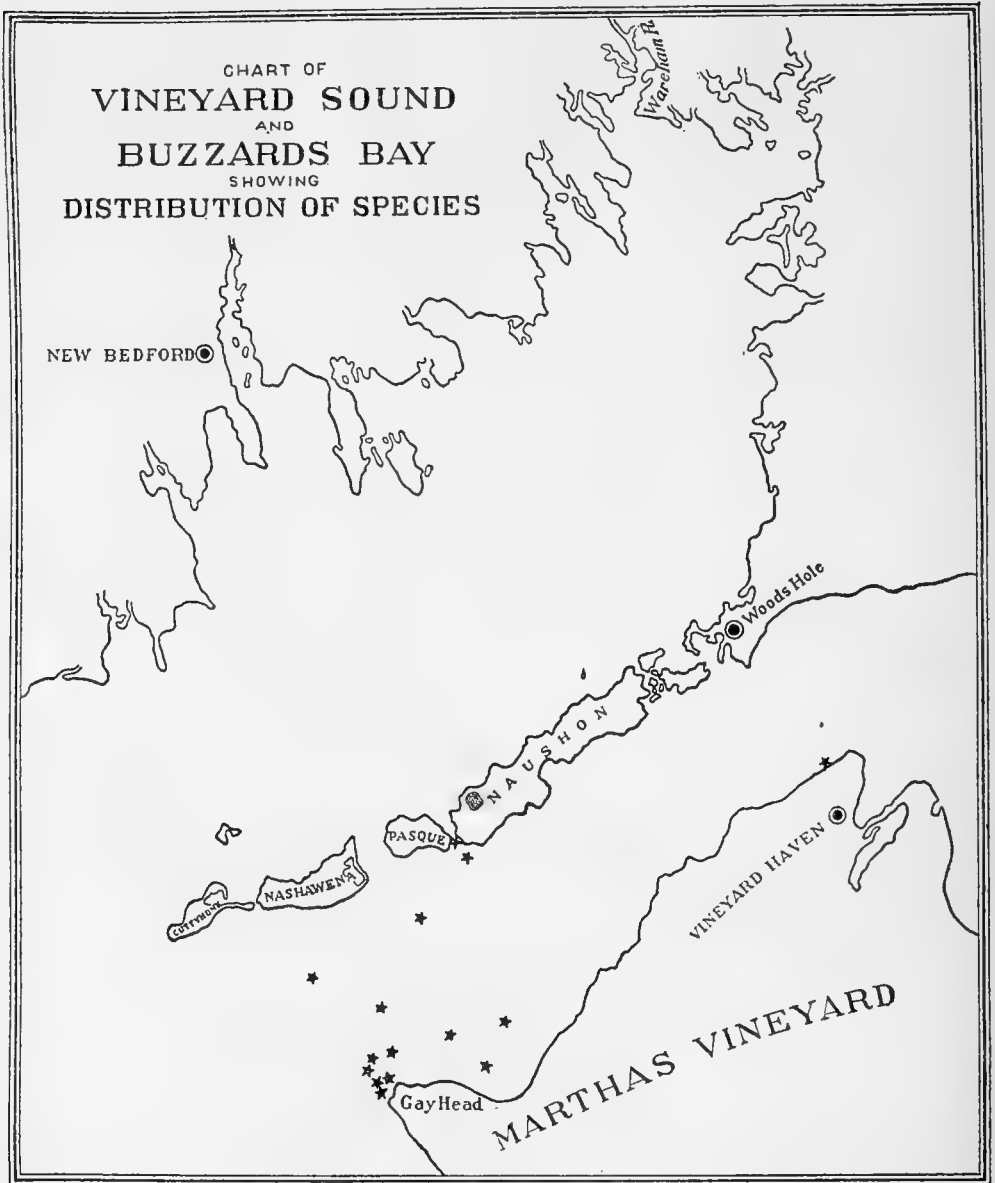 CHART OF
VINEYARD SOUND
AND
BUZZARDS BAY
SHOWING
DISTRIBUTION OF SPECIES
Wareham R.
NEW BEDFORD
Woods Hole
NAUSHON
PASQUE
NASHAWENA
CUTTYHUNK
VINEYARD HAVEN
MARTHAS VINEYARD
Gay Head